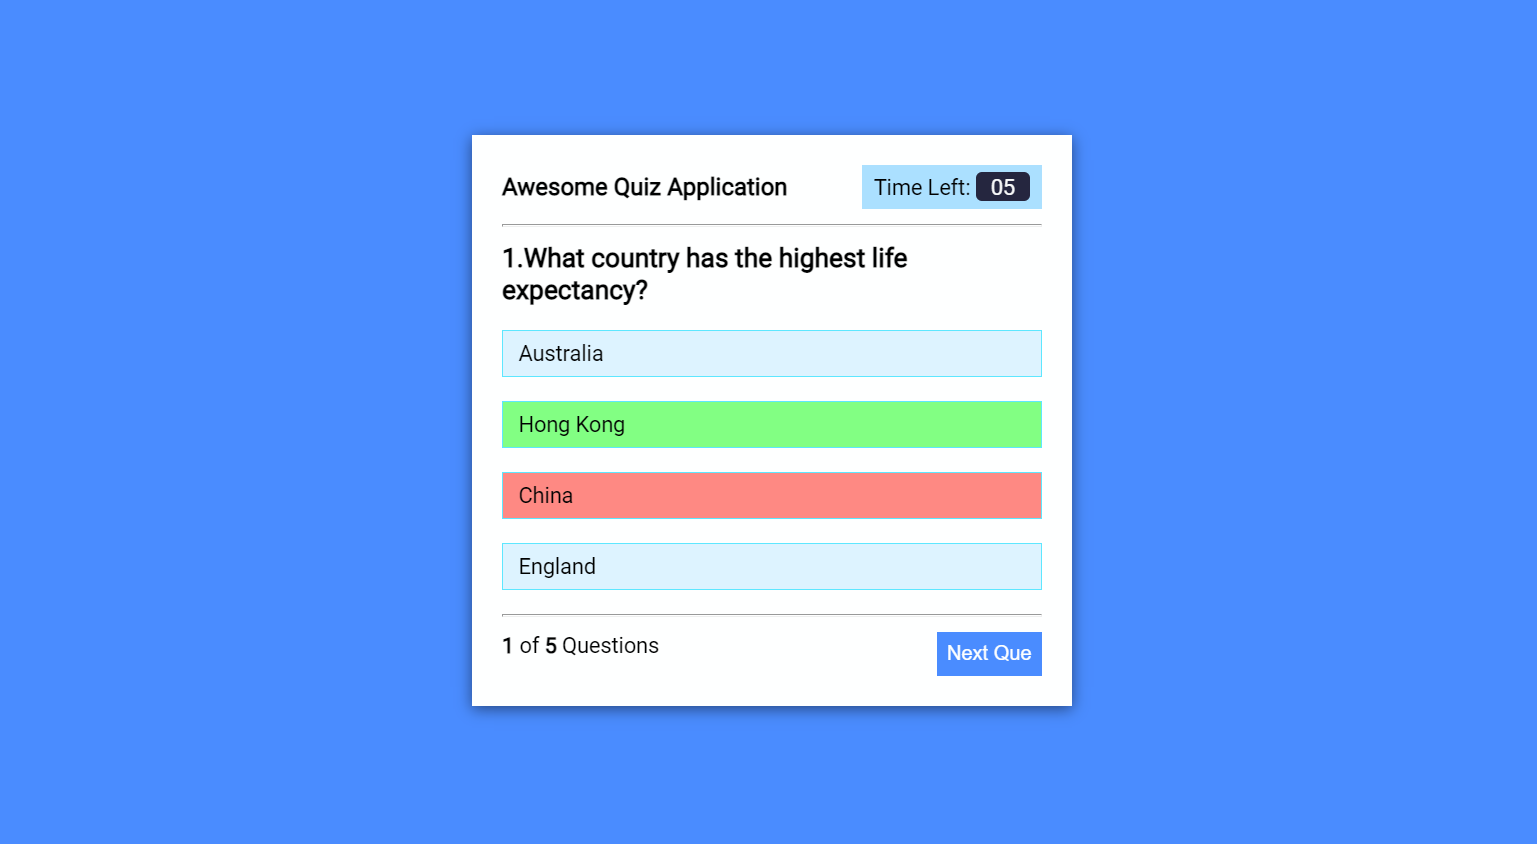 Awesome Quiz Application
Time Left: 05
1.What country has the highest life
expectancy?
Australia
Hong Kong
China
England
1 of 5 Questions
Next Que